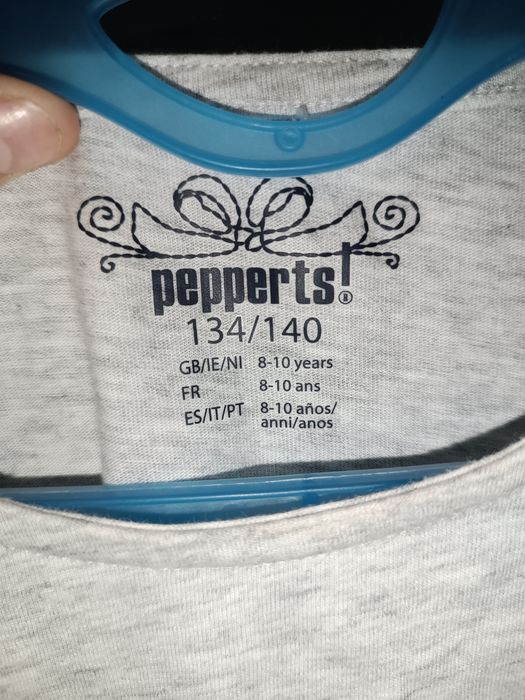 pepperts!®
134/140
GB/IE/NI 8-10 years
FR 8-10 ans
ES/IT/PT 8-10 años/
anni/anos